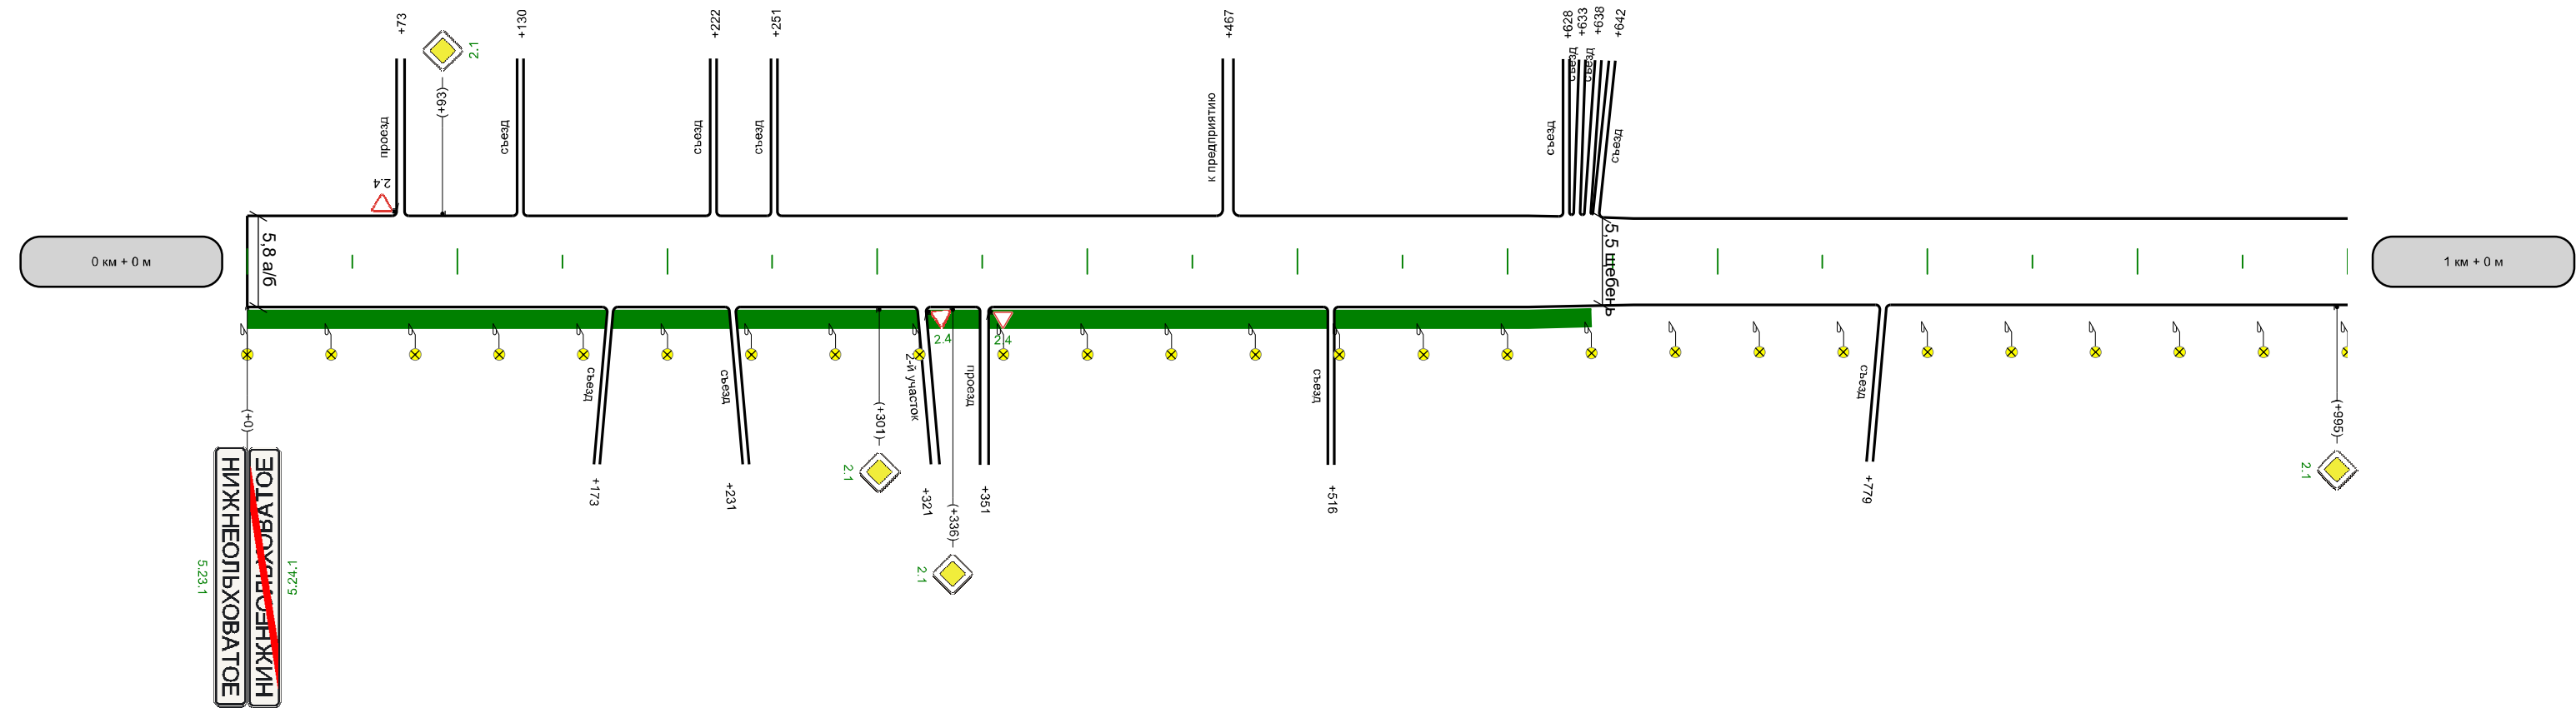 +73
+130
+222
+251
+467
+628
+633
+638
+642
2.1
(+93)
проезд
съезд
съезд
съезд
к предприятию
съезд
съезд
съезд
съезд
2.4
0 км + 0 м
5,8 а/б
5,5 щебень
1 км + 0 м
2.4
2.4
съезд
съезд
2-й участок
проезд
съезд
съезд
(+0)
(+301)
(+336)
(+995)
+173
+231
+321
+351
+516
+779
2.1
2.1
2.1
5.23.1
НИЖНЕОЛЬХОВАТОЕ
НИЖНЕОЛЬХОВАТОЕ
5.24.1